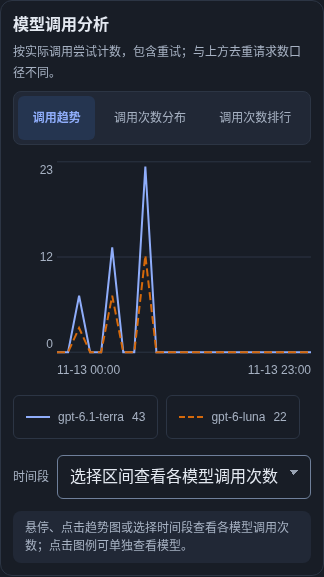 模型调用分析
按实际调用尝试计数，包含重试；与上方去重请求数口
径不同。
调用趋势 调用次数分布 调用次数排行
23
12
0
11-13 00:00 11-13 23:00
gpt-6.1-terra 43 gpt-6-luna 22
时间段 选择区间查看各模型调用次数
悬停、点击趋势图或选择时间段查看各模型调用次
数；点击图例可单独查看模型。